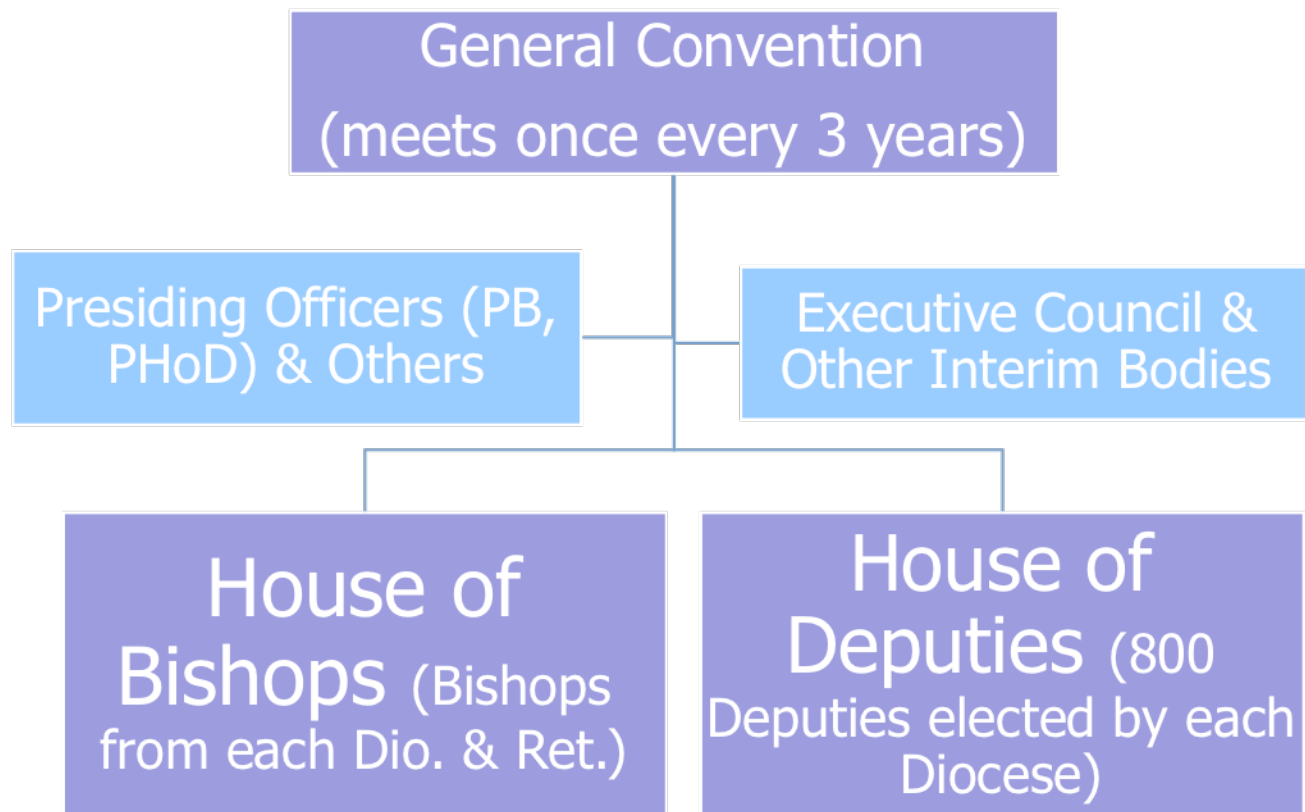 General Convention
(meets once every 3 years)
Presiding Officers (PB,
PHoD) & Others
Executive Council &
Other Interim Bodies
House of
Bishops (Bishops
from each Dio. & Ret.)
House of
Deputies (800
Deputies elected by each
Diocese)